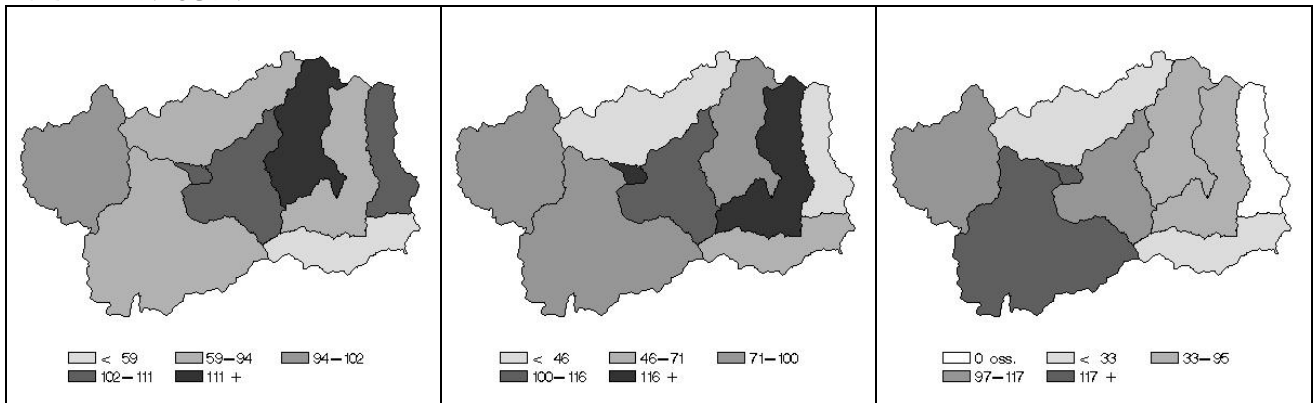 < 59 59–94 94–102
102–111 111 +
< 46 46–71 71–100
100–116 116 +
0 oss. < 33 33–95
97–117 117 +